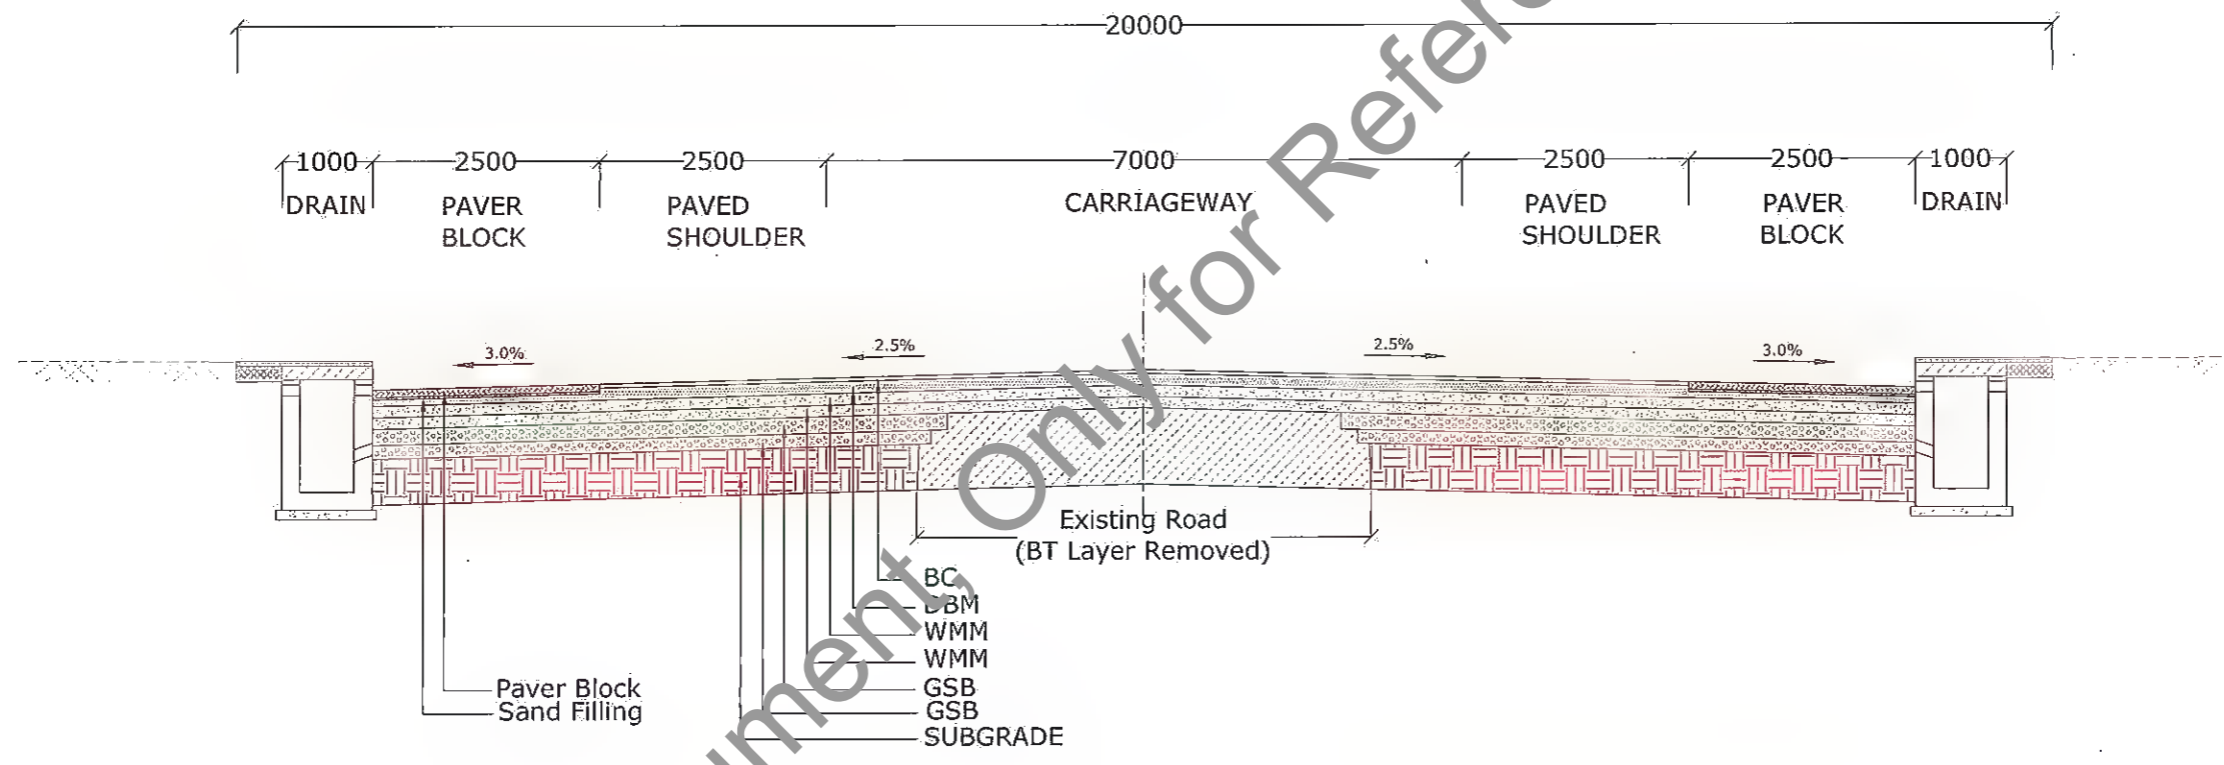 20000
1000 2500 2500 7000 2500 2500 1000
DRAIN PAVER BLOCK PAVED SHOULDER CARRIAGEWAY PAVED SHOULDER PAVER BLOCK DRAIN
3.0% 2.5% 2.5% 3.0%
Existing Road
(BT Layer Removed)
BC
DBM
WMM
WMM
GSB
GSB
SUBGRADE
Paver Block
Sand Filling
Only for